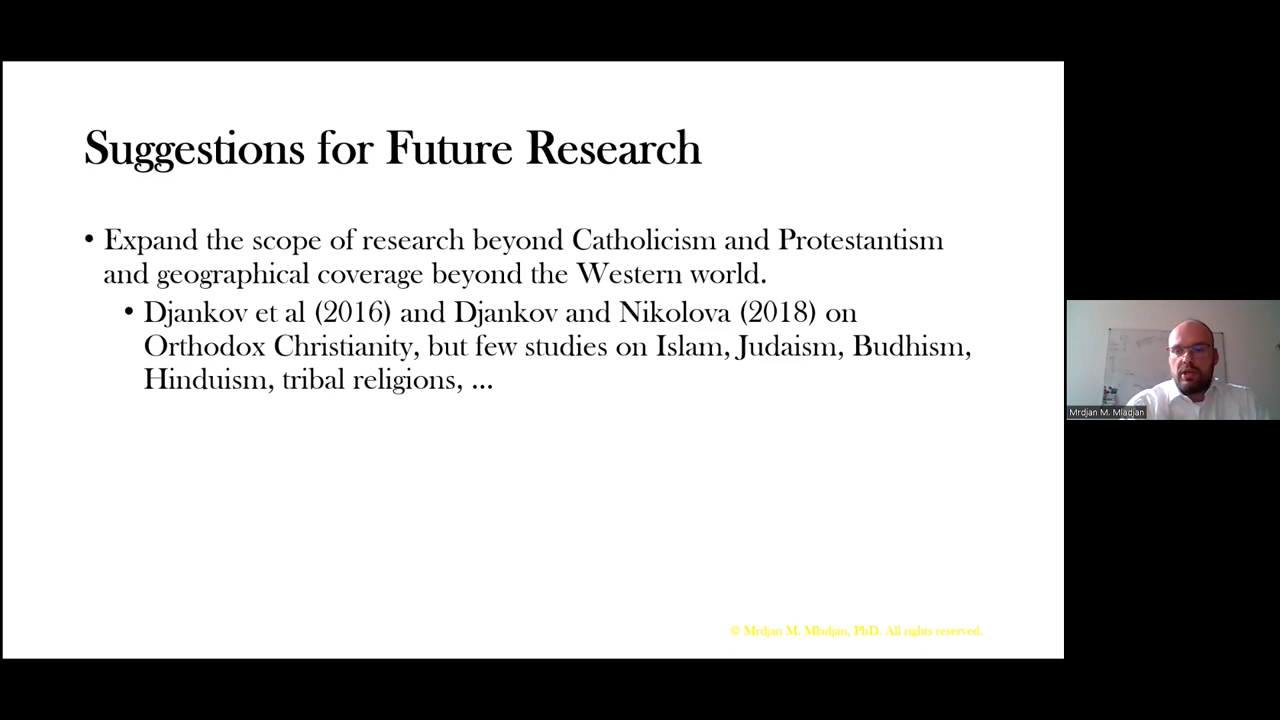 Suggestions for Future Research
• Expand the scope of research beyond Catholicism and Protestantism
and geographical coverage beyond the Western world.
• Djankov et al (2016) and Djankov and Nikolova (2018) on
Orthodox Christianity, but few studies on Islam, Judaism, Budhism,
Hinduism, tribal religions, ...
© Mrdjan M. Mladjan, PhD. All rights reserved.
Mrdjan M. Mladjan